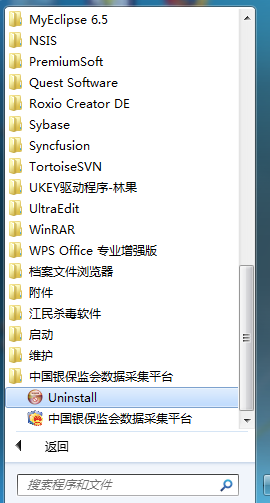 MyEclipse 6.5
NSIS
PremiumSoft
Quest Software
Roxio Creator DE
Sybase
Syncfusion
TortoiseSVN
UKEY驱动程序-林果
UltraEdit
WinRAR
WPS Office 专业增强版
档案文件浏览器
附件
江民杀毒软件
启动
维护
中国银保监会数据采集平台
Uninstall
中国银保监会数据采集平台
返回
搜索程序和文件